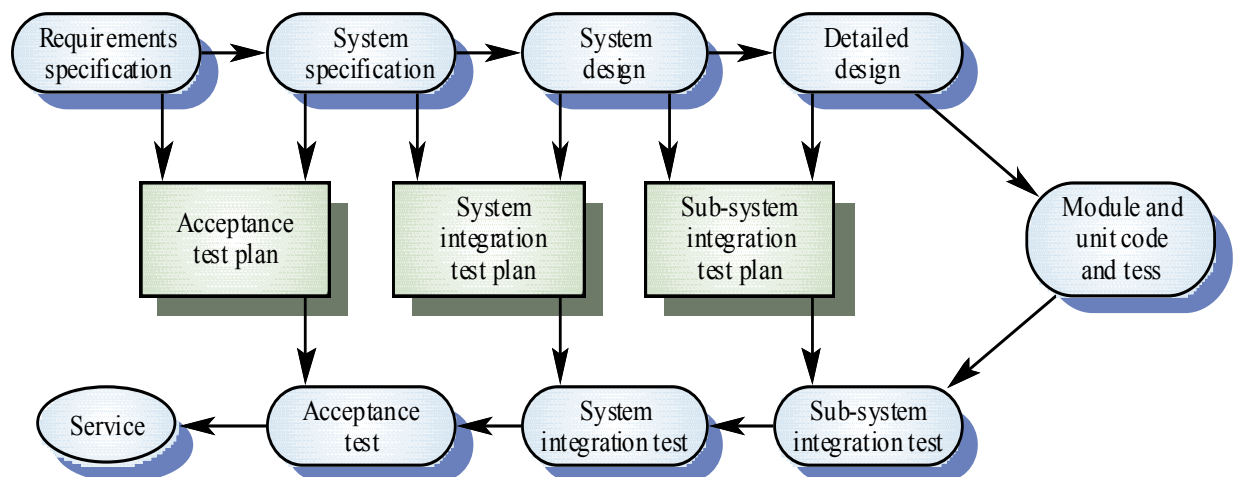 Requirements
specification
System
specification
System
design
Detailed
design
Acceptance
test plan
System
integration
test plan
Sub-system
integration
test plan
Module and
unit code
and tess
Service
Acceptance
test
System
integration test
Sub-system
integration test